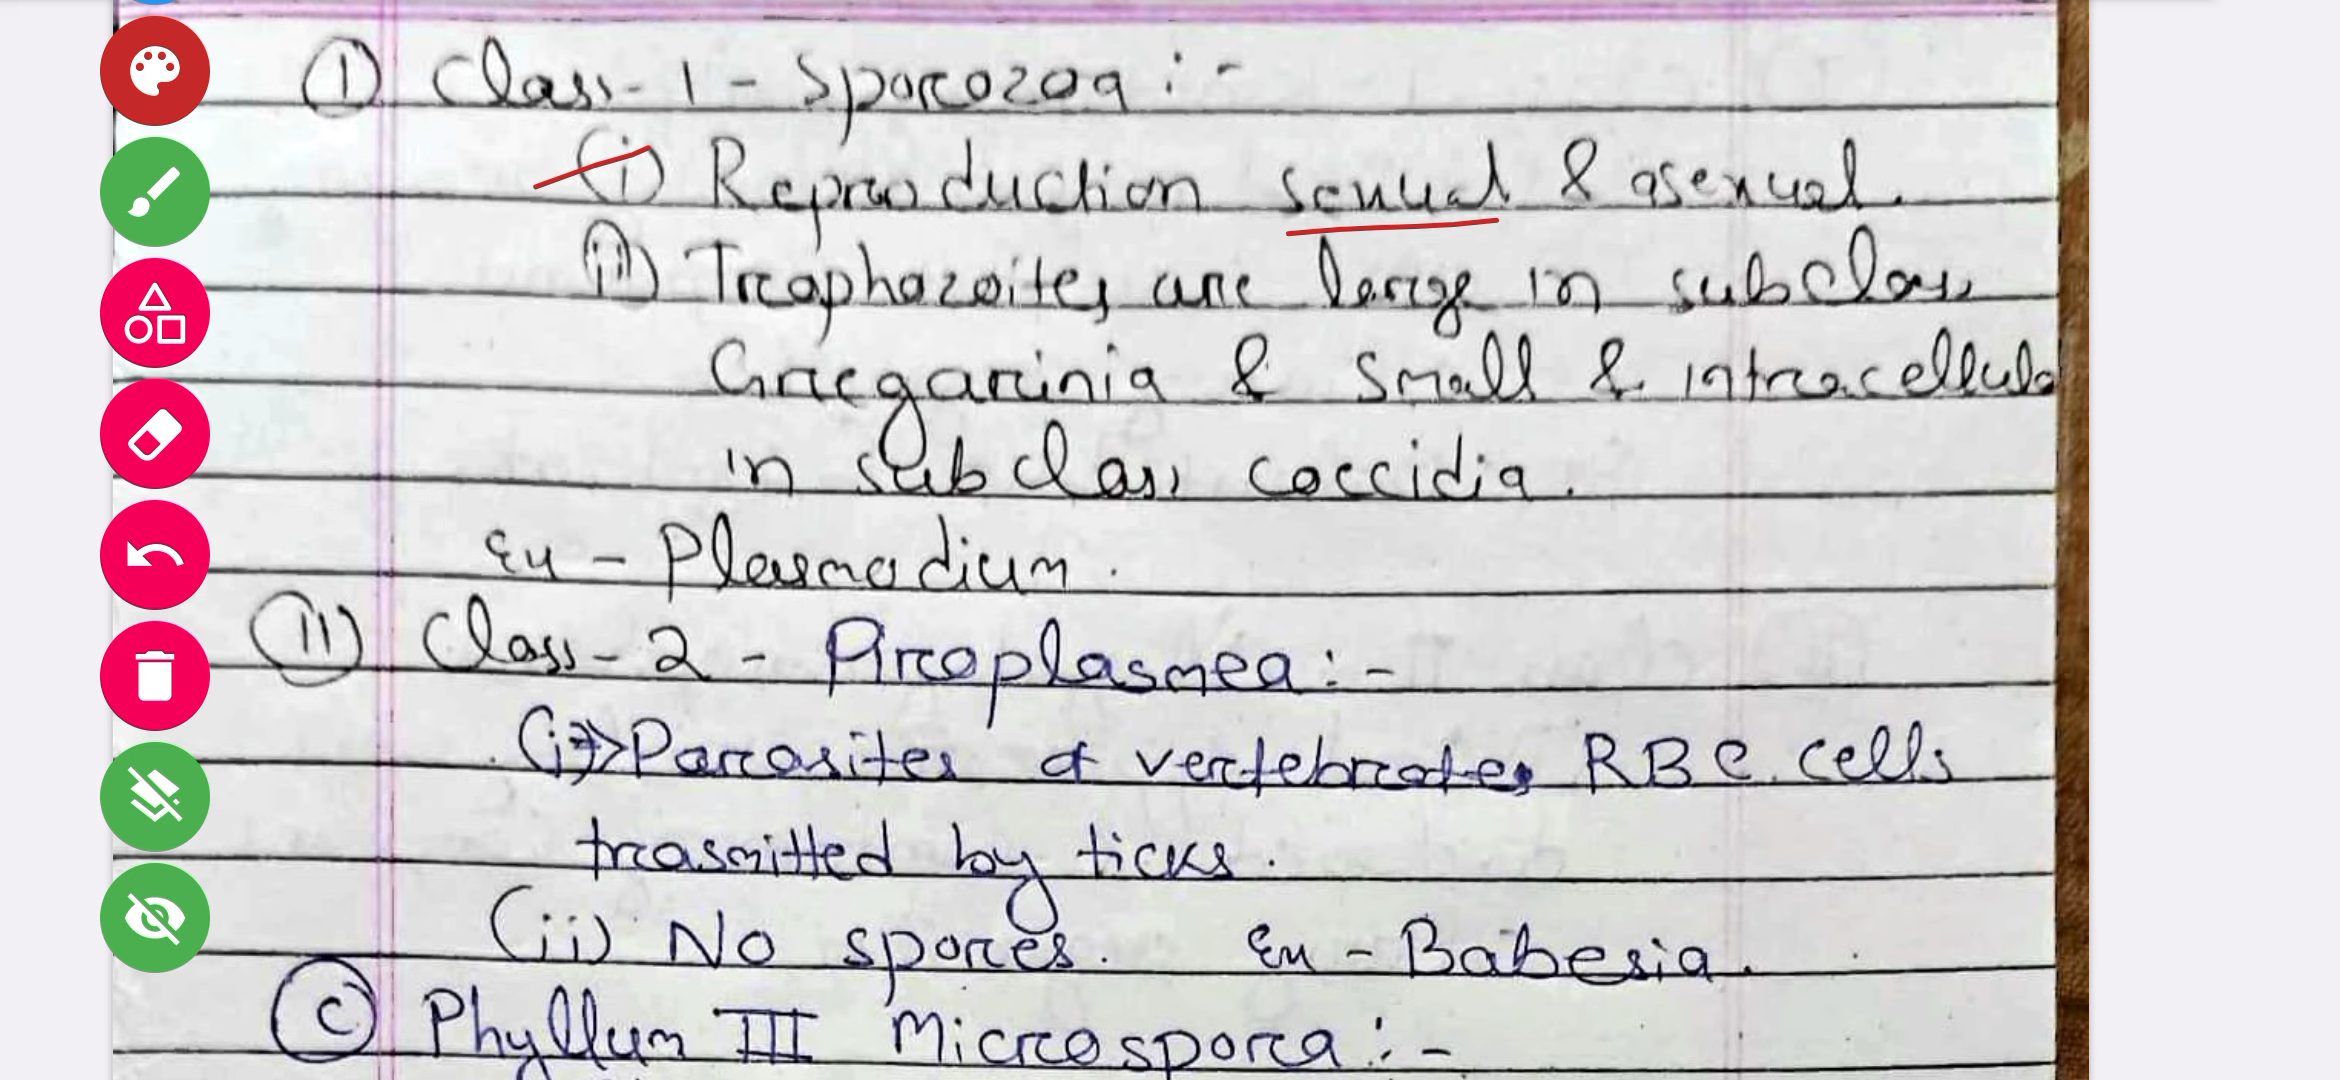 ① Class-1 - Sporozoa :-
(i) Reproduction sexual & asexual.
(ii) Trophozoites are large in subclass
Gregarinia & small & intracellula
in subclass coccidia.
Ex - Plasmodium.
(II) Class-2 - Piroplasmea :-
(i)⇒ Parasites of vertebrates RBC cells
trasmitted by ticks.
(ii) No spores. Ex - Babesia.
(C) Phyllum III Microspora :-